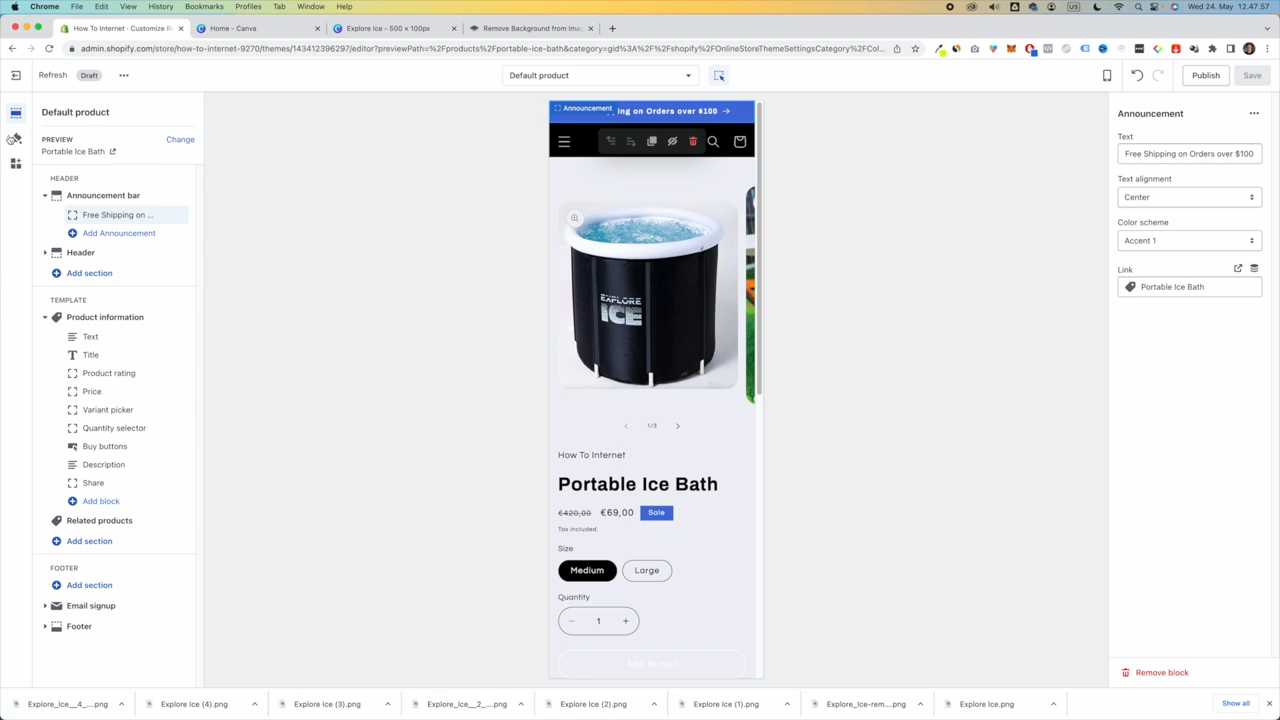 Chrome File Edit View History Bookmarks Profiles Tab Window Help
US Wed 24. May 12.47.57
How To Internet · Customize R
Home - Canva
Explore Ice - 500 × 100px
Remove Background from Ima
admin.shopify.com/store/how-to-internet-9270/themes/143412396297/editor?previewPath=%2Fproducts%2Fportable-ice-bath&category=gid%3A%2F%2Fshopify%2FOnlineStoreThemeSettingsCategory%2FCol...
Refresh Draft
Default product
Publish Save
Default product
PREVIEW Change
Portable Ice Bath
HEADER
Announcement bar
Free Shipping on ...
Add Announcement
Header
Add section
TEMPLATE
Product information
Text
Title
Product rating
Price
Variant picker
Quantity selector
Buy buttons
Description
Share
Add block
Related products
Add section
FOOTER
Add section
Email signup
Footer
Announcement
ing on Orders over $100
EXPLORE
ICE
1/3
How To Internet
Portable Ice Bath
€420,00 €69,00 Sale
Tax included.
Size
Medium Large
Quantity
1
Add to cart
Announcement
Text
Free Shipping on Orders over $100
Text alignment
Center
Color scheme
Accent 1
Link
Portable Ice Bath
Remove block
Explore_Ice__4_....png
Explore Ice (4).png
Explore Ice (3).png
Explore_Ice__2_....png
Explore Ice (2).png
Explore Ice (1).png
Explore_Ice-rem....png
Explore Ice.png
Show all